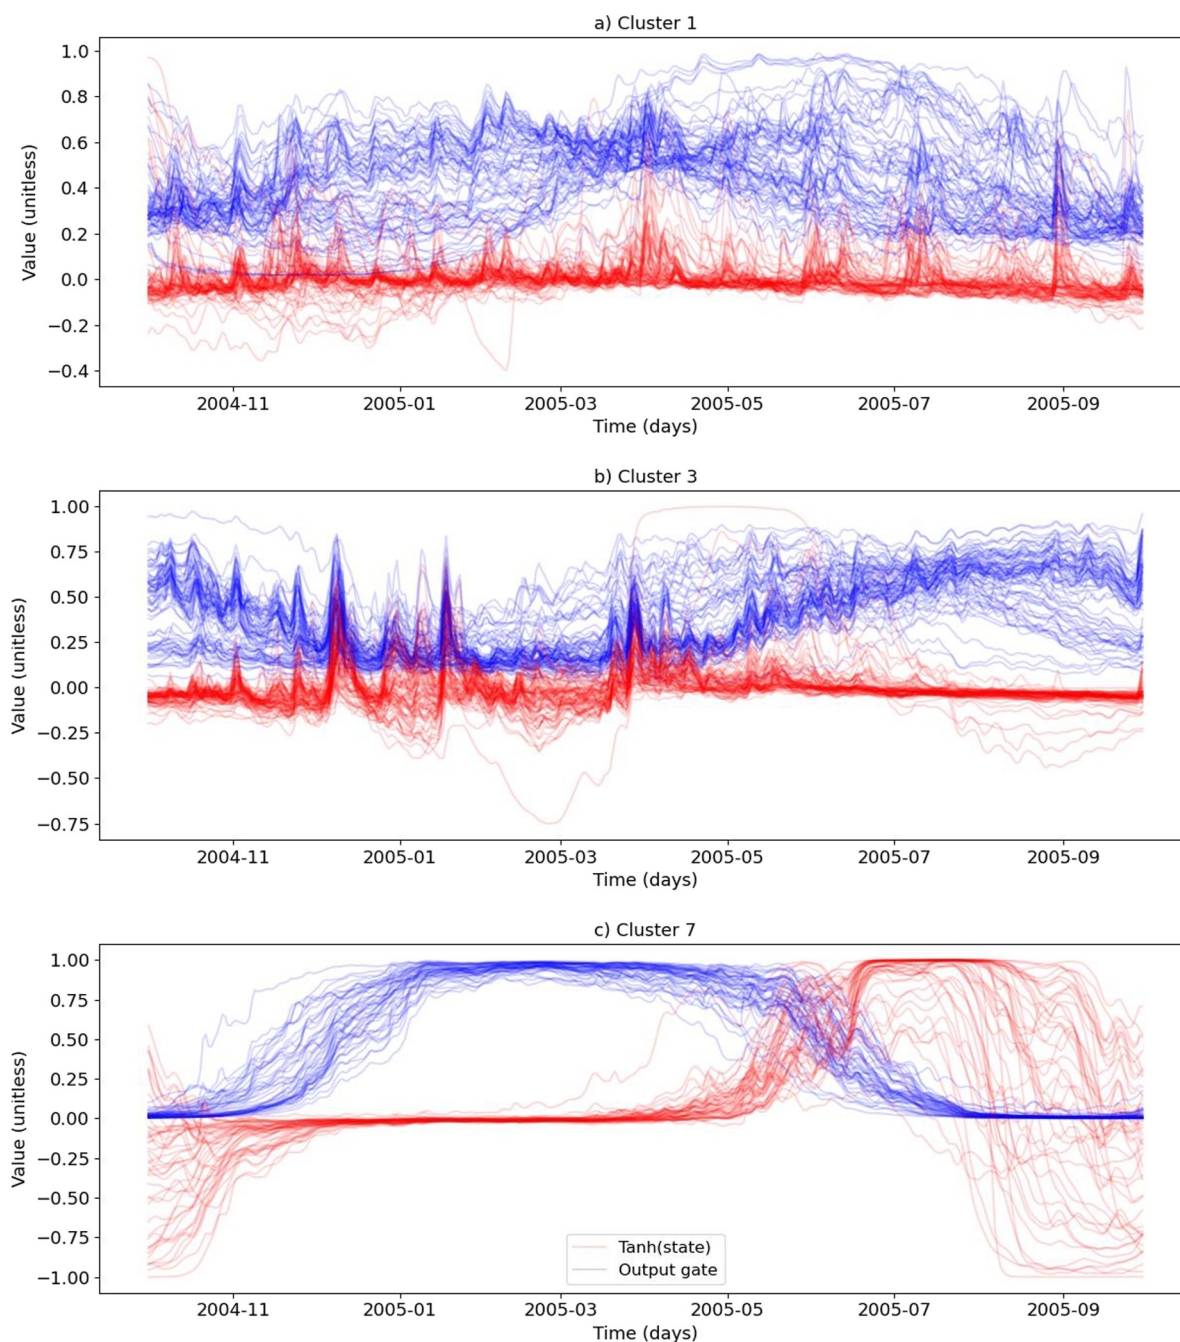 a) Cluster 1
1.0
0.8
0.6
0.4
0.2
0.0
−0.2
−0.4
Value (unitless)
2004-11 2005-01 2005-03 2005-05 2005-07 2005-09
Time (days)
b) Cluster 3
1.00
0.75
0.50
0.25
0.00
−0.25
−0.50
−0.75
Value (unitless)
2004-11 2005-01 2005-03 2005-05 2005-07 2005-09
Time (days)
c) Cluster 7
1.00
0.75
0.50
0.25
0.00
−0.25
−0.50
−0.75
−1.00
Value (unitless)
Tanh(state)
Output gate
2004-11 2005-01 2005-03 2005-05 2005-07 2005-09
Time (days)